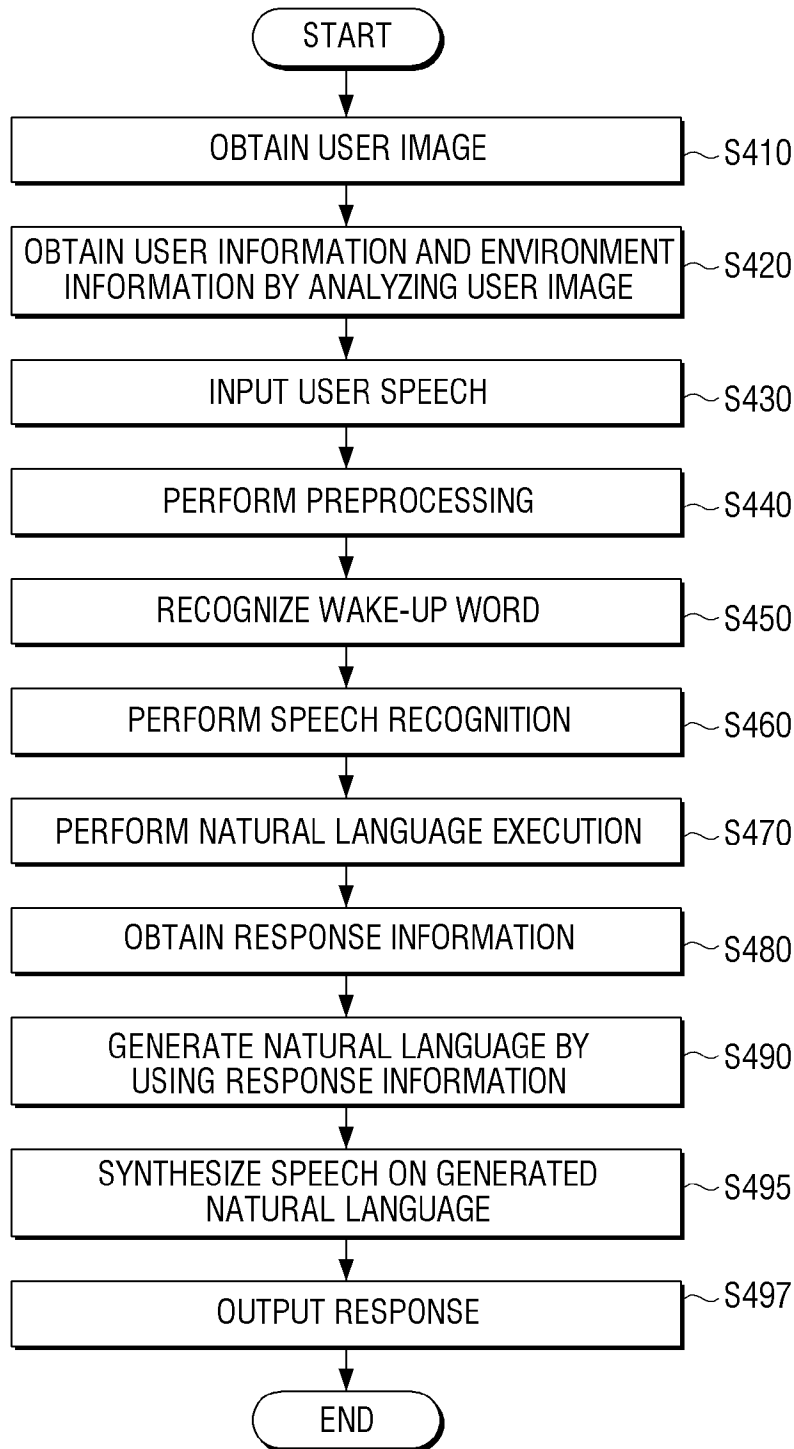 START
OBTAIN USER IMAGE
S410
OBTAIN USER INFORMATION AND ENVIRONMENT
INFORMATION BY ANALYZING USER IMAGE
S420
INPUT USER SPEECH
S430
PERFORM PREPROCESSING
S440
RECOGNIZE WAKE-UP WORD
S450
PERFORM SPEECH RECOGNITION
S460
PERFORM NATURAL LANGUAGE EXECUTION
S470
OBTAIN RESPONSE INFORMATION
S480
GENERATE NATURAL LANGUAGE BY
USING RESPONSE INFORMATION
S490
SYNTHESIZE SPEECH ON GENERATED
NATURAL LANGUAGE
S495
OUTPUT RESPONSE
S497
END